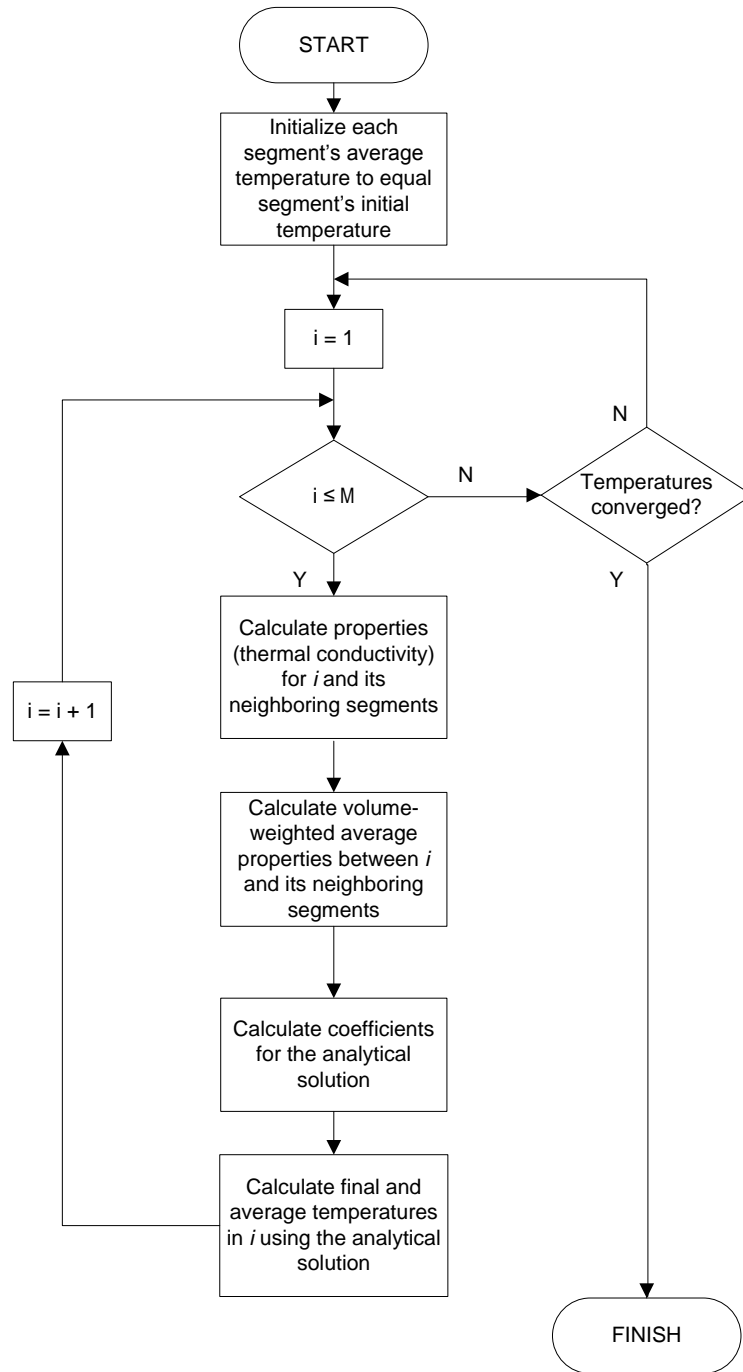 START
Initialize each
segment’s average
temperature to equal
segment’s initial
temperature
i = 1
N
i ≤ M
N
Temperatures
converged?
Y
Y
Calculate properties
(thermal conductivity)
for i and its
neighboring segments
i = i + 1
Calculate volume-
weighted average
properties between i
and its neighboring
segments
Calculate coefficients
for the analytical
solution
Calculate final and
average temperatures
in i using the analytical
solution
FINISH